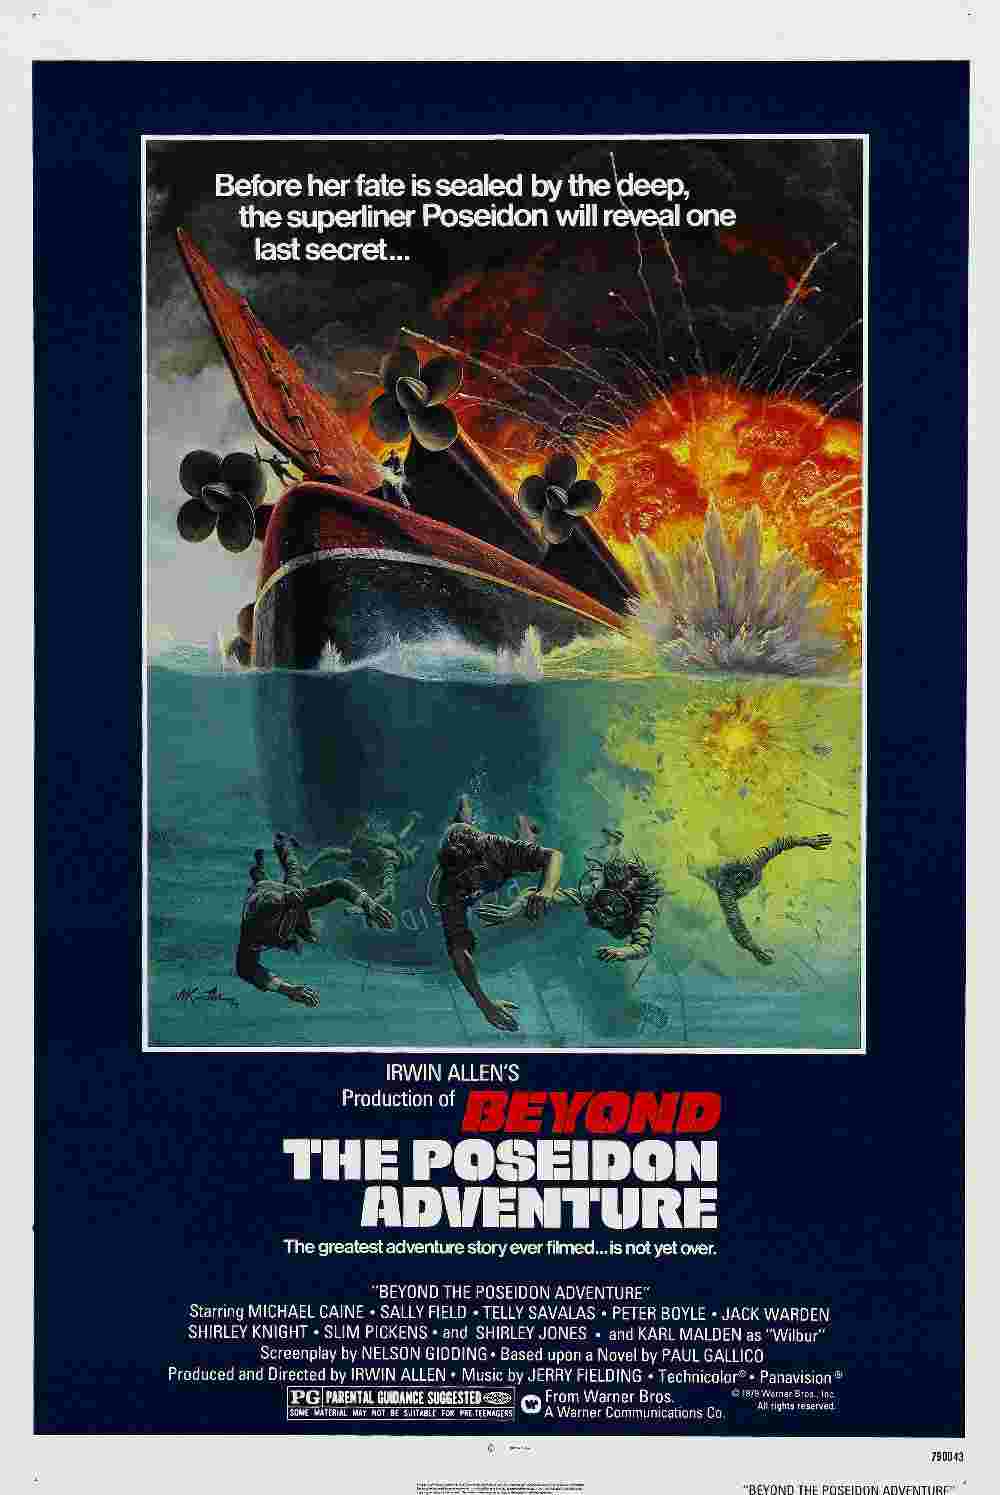 Before her fate is sealed by the deep,
the superliner Poseidon will reveal one
last secret...
IRWIN ALLEN'S
Production of BEYOND
THE POSEIDON
ADVENTURE
The greatest adventure story ever filmed...is not yet over.
"BEYOND THE POSEIDON ADVENTURE"
Starring MICHAEL CAINE • SALLY FIELD • TELLY SAVALAS • PETER BOYLE • JACK WARDEN
SHIRLEY KNIGHT • SLIM PICKENS • and SHIRLEY JONES • and KARL MALDEN as "Wilbur"
Screenplay by NELSON GIDDING • Based upon a Novel by PAUL GALLICO
Produced and Directed by IRWIN ALLEN • Music by JERRY FIELDING • Technicolor® • Panavision®
PG PARENTAL GUIDANCE SUGGESTED
SOME MATERIAL MAY NOT BE SUITABLE FOR PRE-TEENAGERS
From Warner Bros.
A Warner Communications Co.
© 1979 Warner Bros., Inc.
All rights reserved.
790043
"BEYOND THE POSEIDON ADVENTURE"